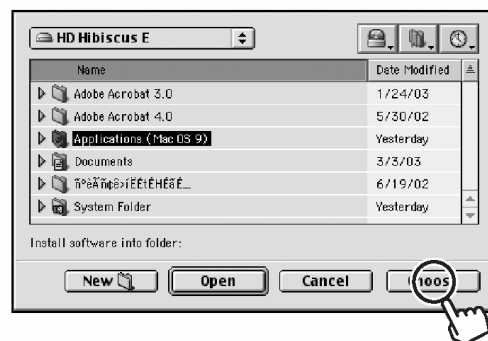 HD Hibiscus E
Name Date Modified
Adobe Acrobat 3.0 1/24/03
Adobe Acrobat 4.0 5/30/02
Applications (Mac OS 9) Yesterday
Documents 3/3/03
6/19/02
System Folder Yesterday
Install software into folder:
New Open Cancel Choos